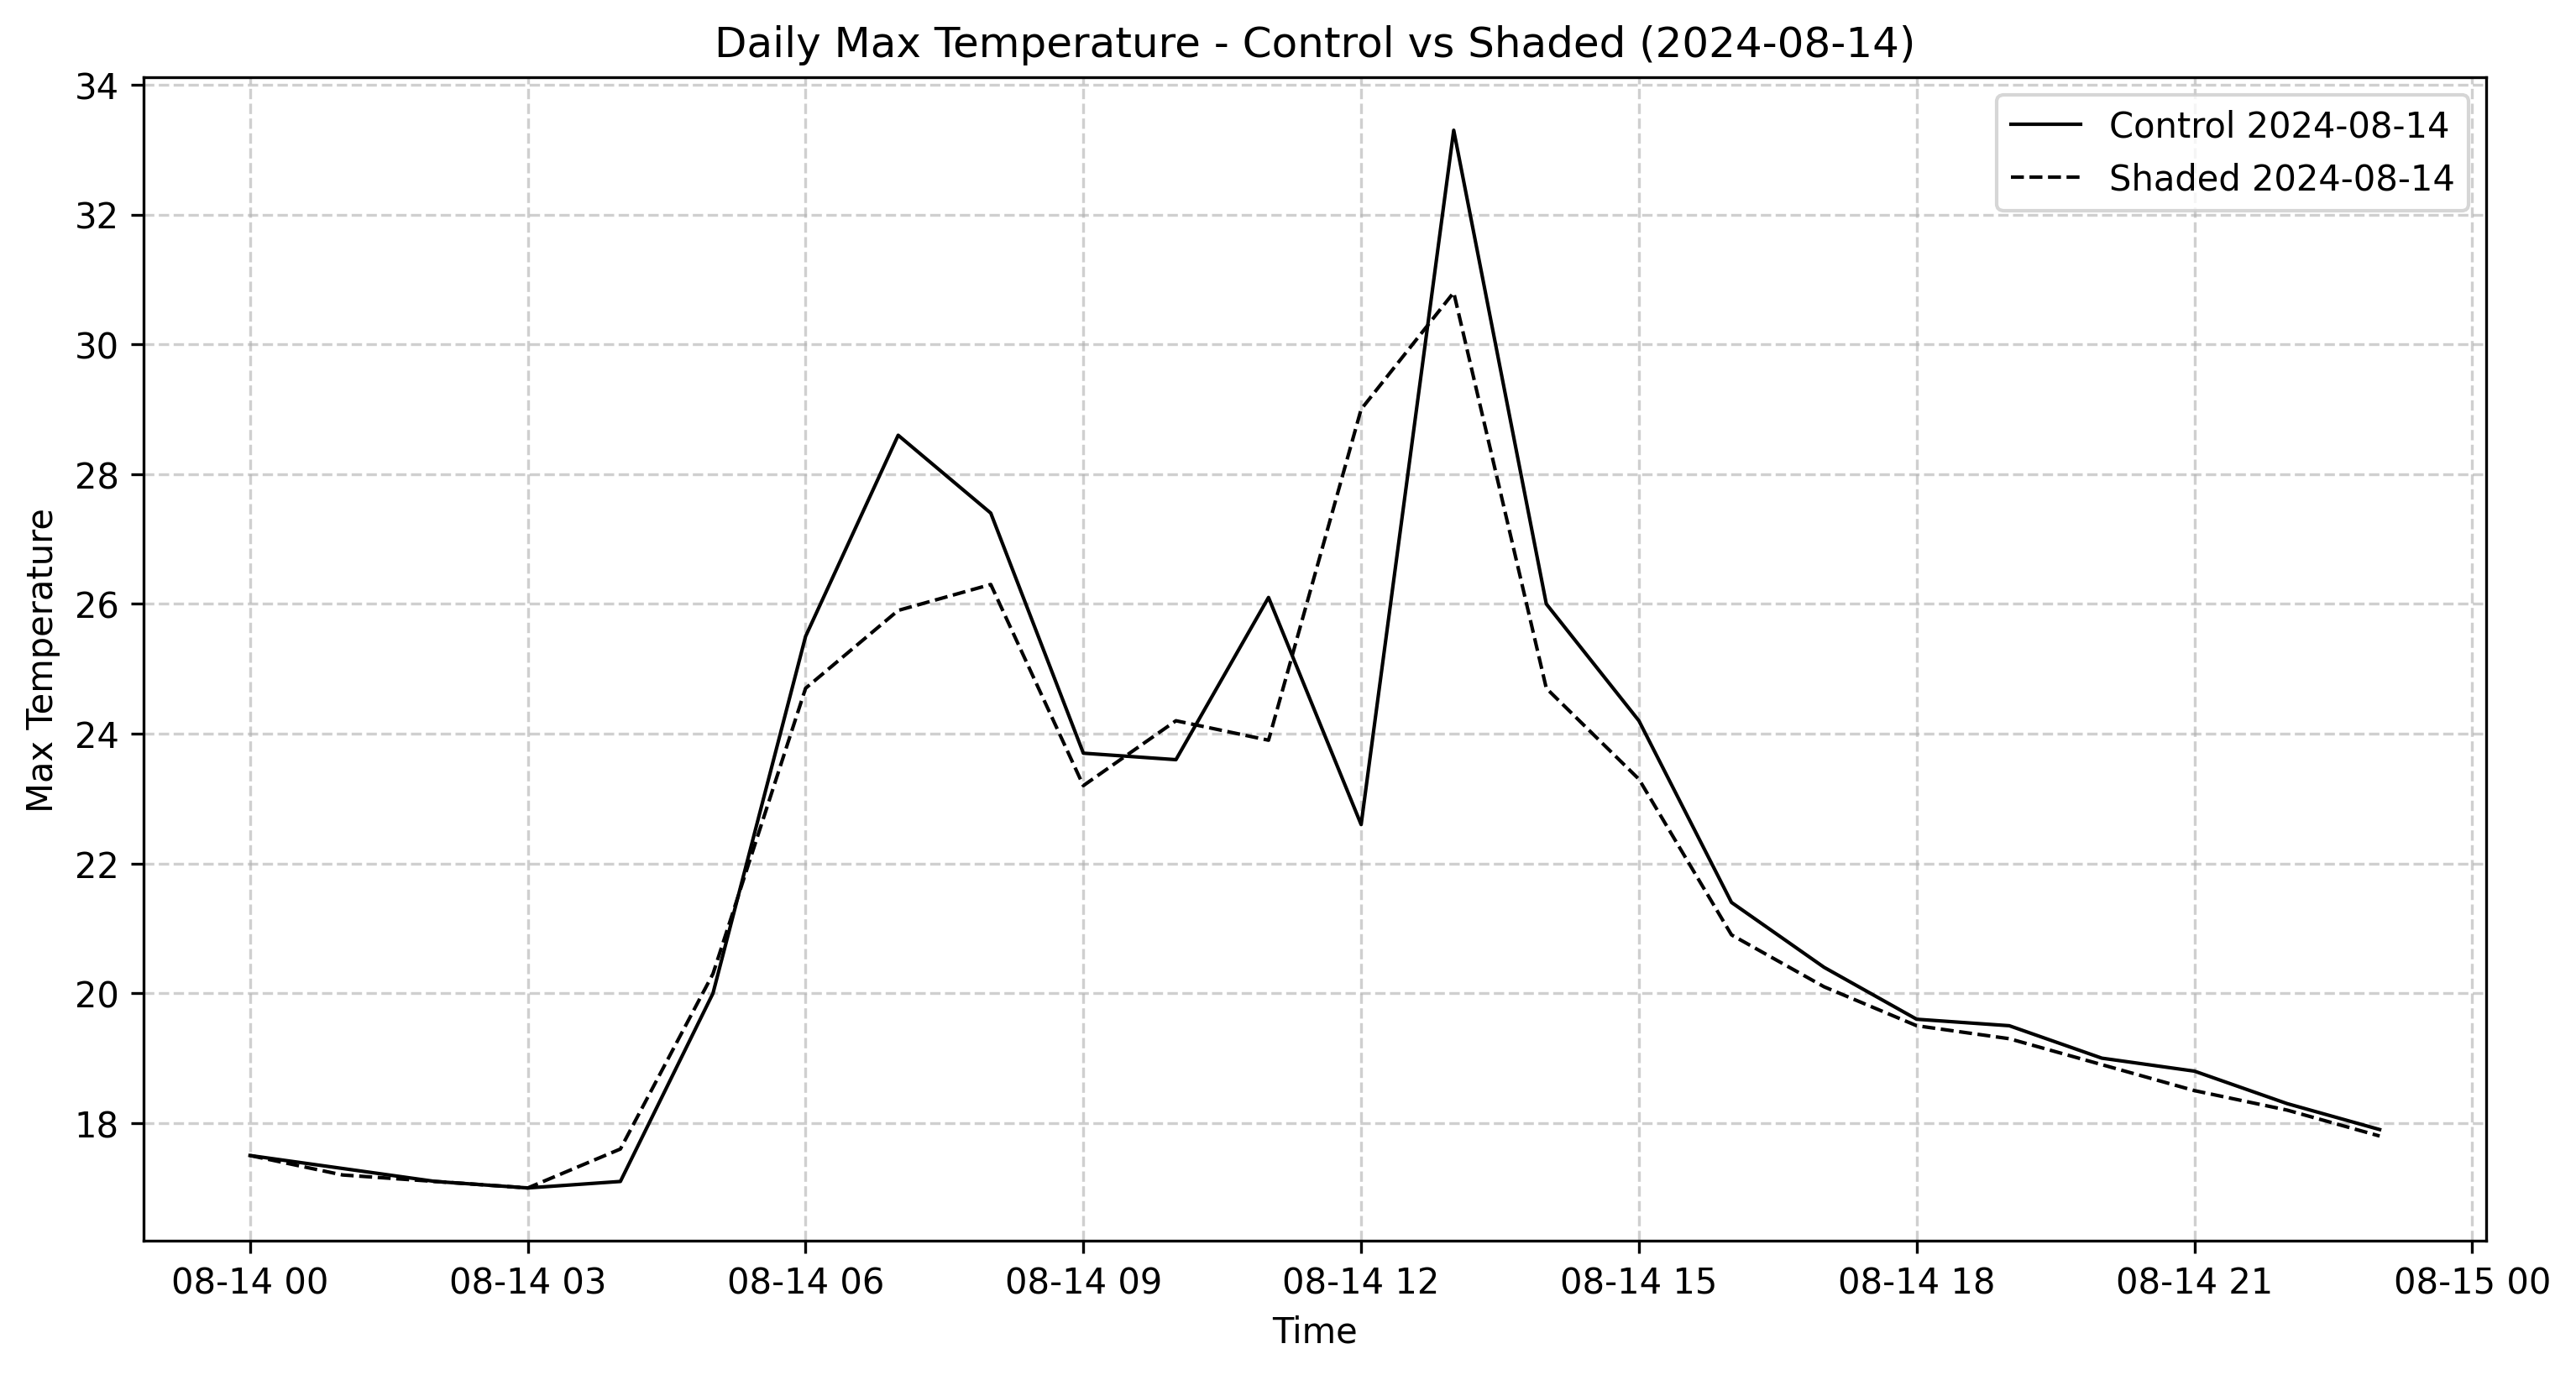 Daily Max Temperature - Control vs Shaded (2024-08-14)
Control 2024-08-14
Shaded 2024-08-14
34
32
30
28
26
24
22
20
18
Max Temperature
08-14 00 08-14 03 08-14 06 08-14 09 08-14 12 08-14 15 08-14 18 08-14 21 08-15 00
Time